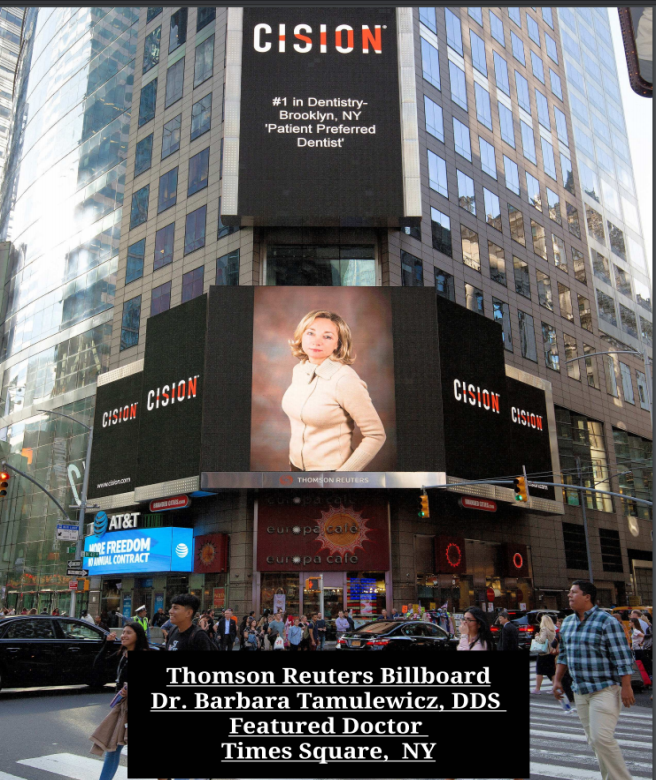 CISION
#1 in Dentistry-
Brooklyn, NY
'Patient Preferred
Dentist'
CISION
CISION
CISION
CISION
www.cision.com
THOMSON REUTERS
AT&T
MORE FREEDOM
NO ANNUAL CONTRACT
europa cafe
europa cafe
Thomson Reuters Billboard
Dr. Barbara Tamulewicz, DDS
Featured Doctor
Times Square, NY